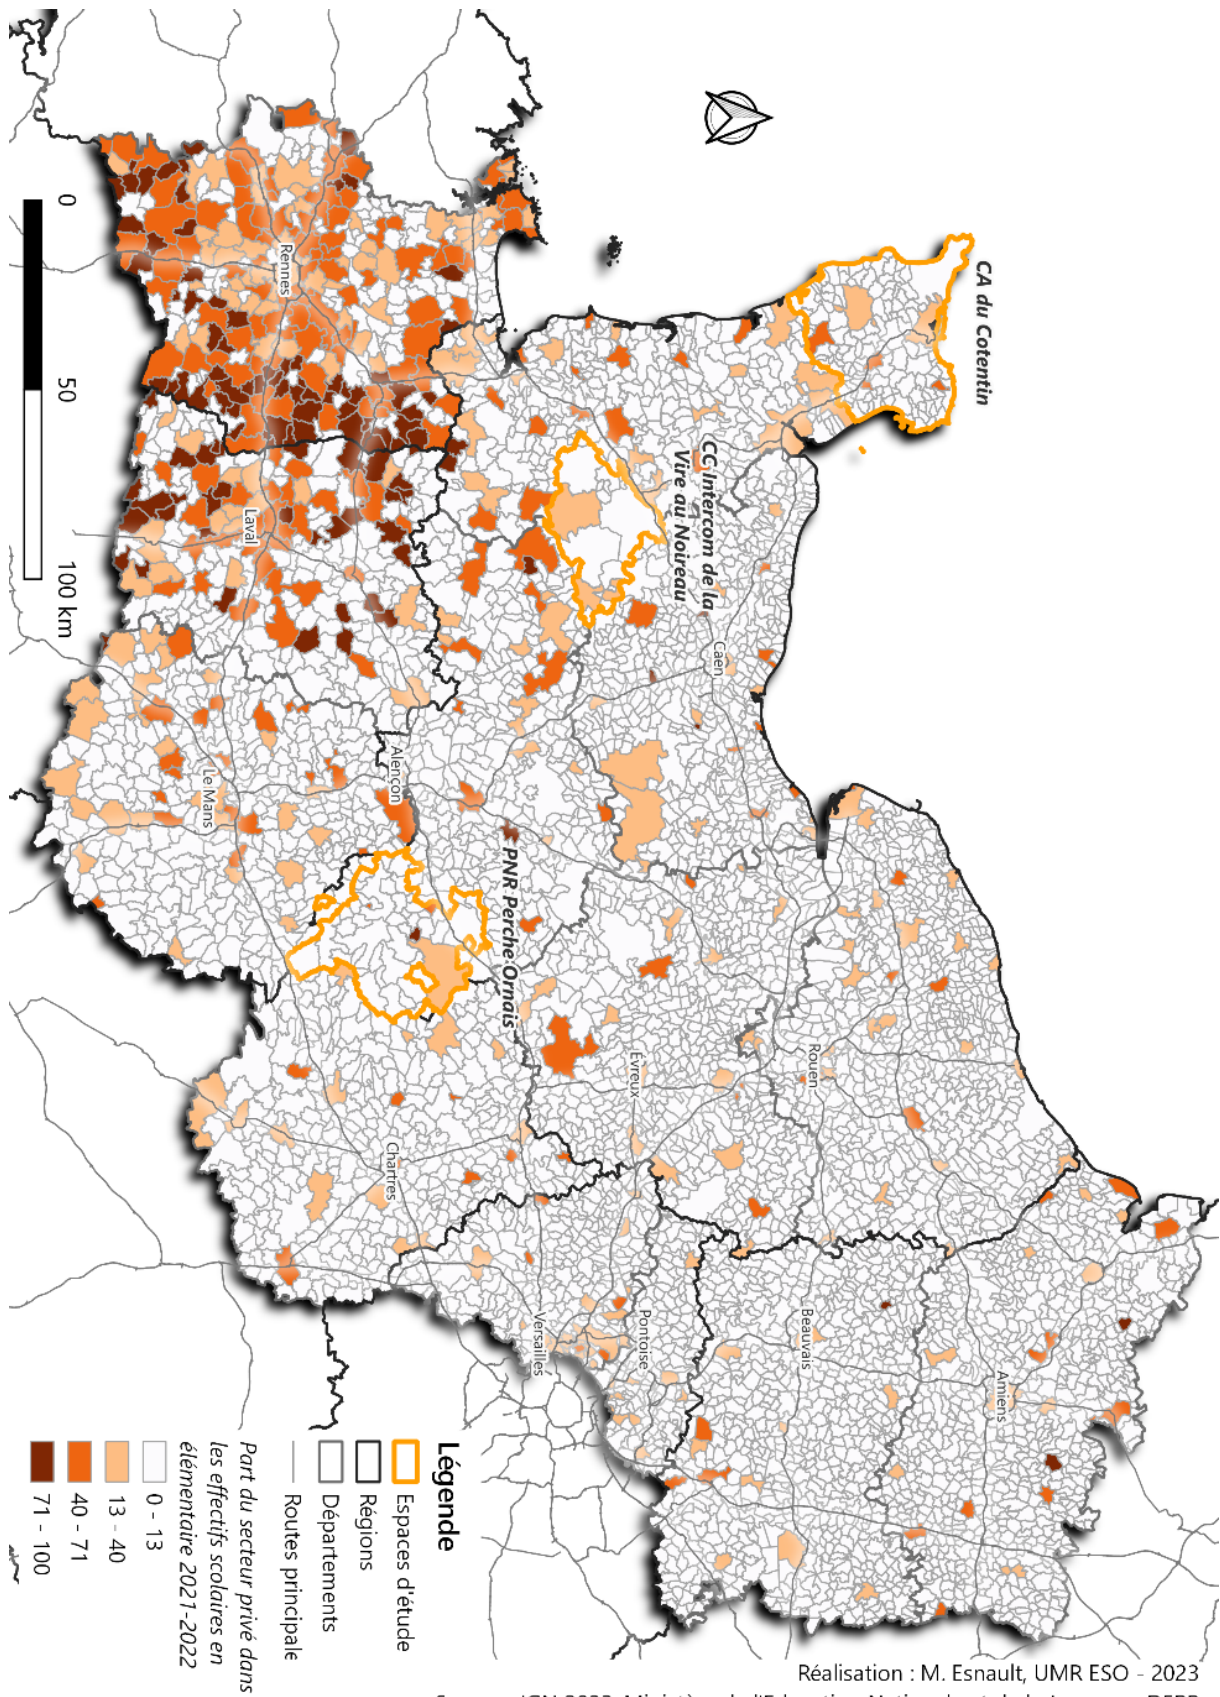 CA du Cotentin
CC Intercom de la
Vire au Noireau
PNR Perche Ornais
Rennes
Laval
Caen
Alençon
Le Mans
Rouen
Évreux
Chartres
Beauvais
Pontoise
Versailles
Amiens
0 50 100 km
Légende
Espaces d'étude
Régions
Départements
Routes principale
Part du secteur privé dans
les effectifs scolaires en
élémentaire 2021-2022
0 - 13
13 - 40
40 - 71
71 - 100
Réalisation : M. Esnault, UMR ESO - 2023